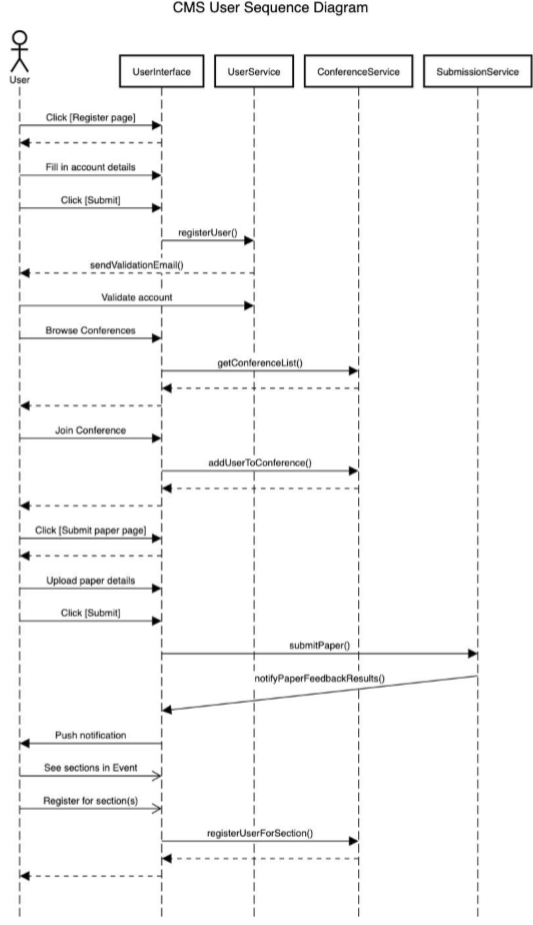 CMS User Sequence Diagram
User
UserInterface
UserService
ConferenceService
SubmissionService
Click [Register page]
Fill in account details
Click [Submit]
registerUser()
sendValidationEmail()
Validate account
Browse Conferences
getConferenceList()
Join Conference
addUserToConference()
Click [Submit paper page]
Upload paper details
Click [Submit]
submitPaper()
notifyPaperFeedbackResults()
Push notification
See sections in Event
Register for section(s)
registerUserForSection()